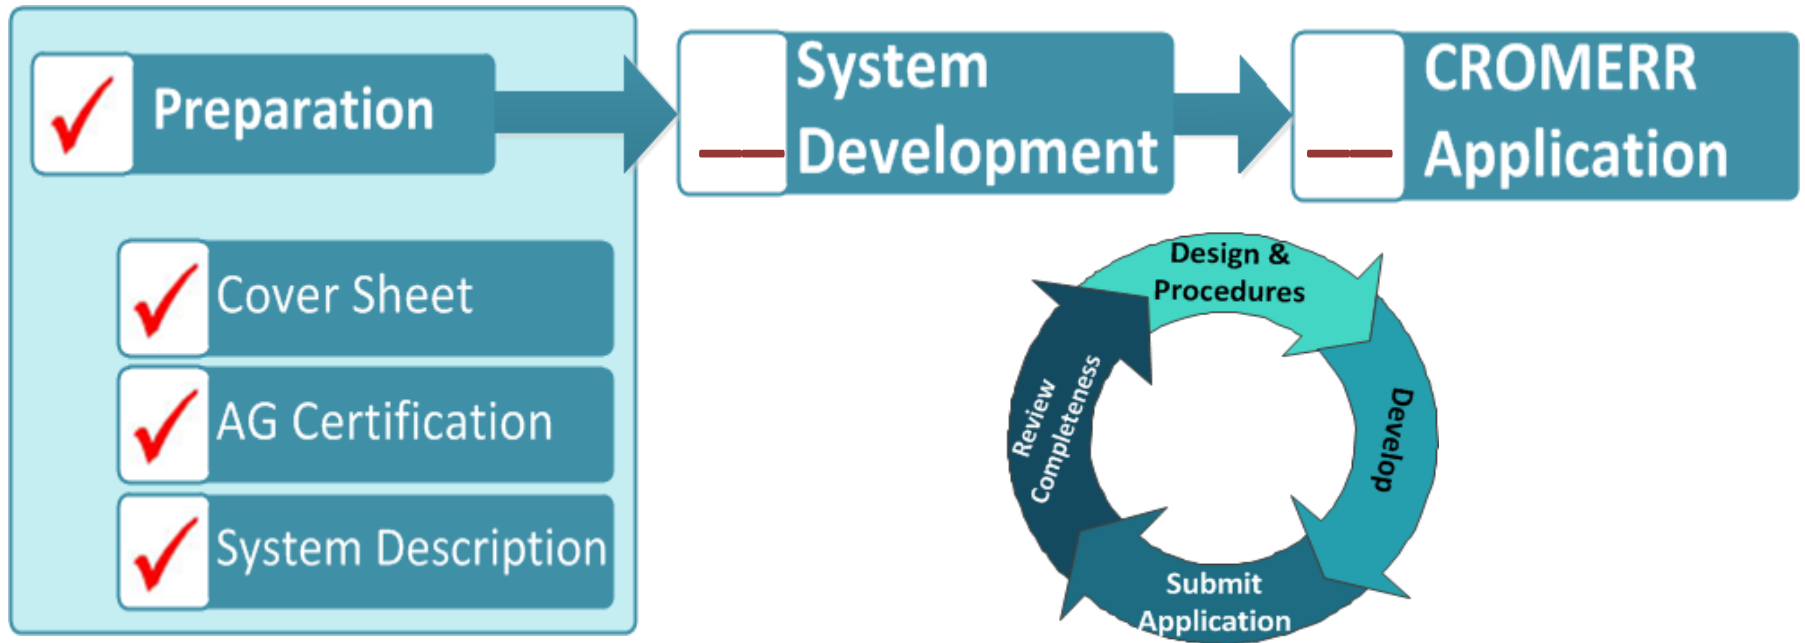 Preparation
System
Development
CROMERR
Application
Cover Sheet
AG Certification
System Description
Design &
Procedures
Develop
Submit
Application
Review
Completeness